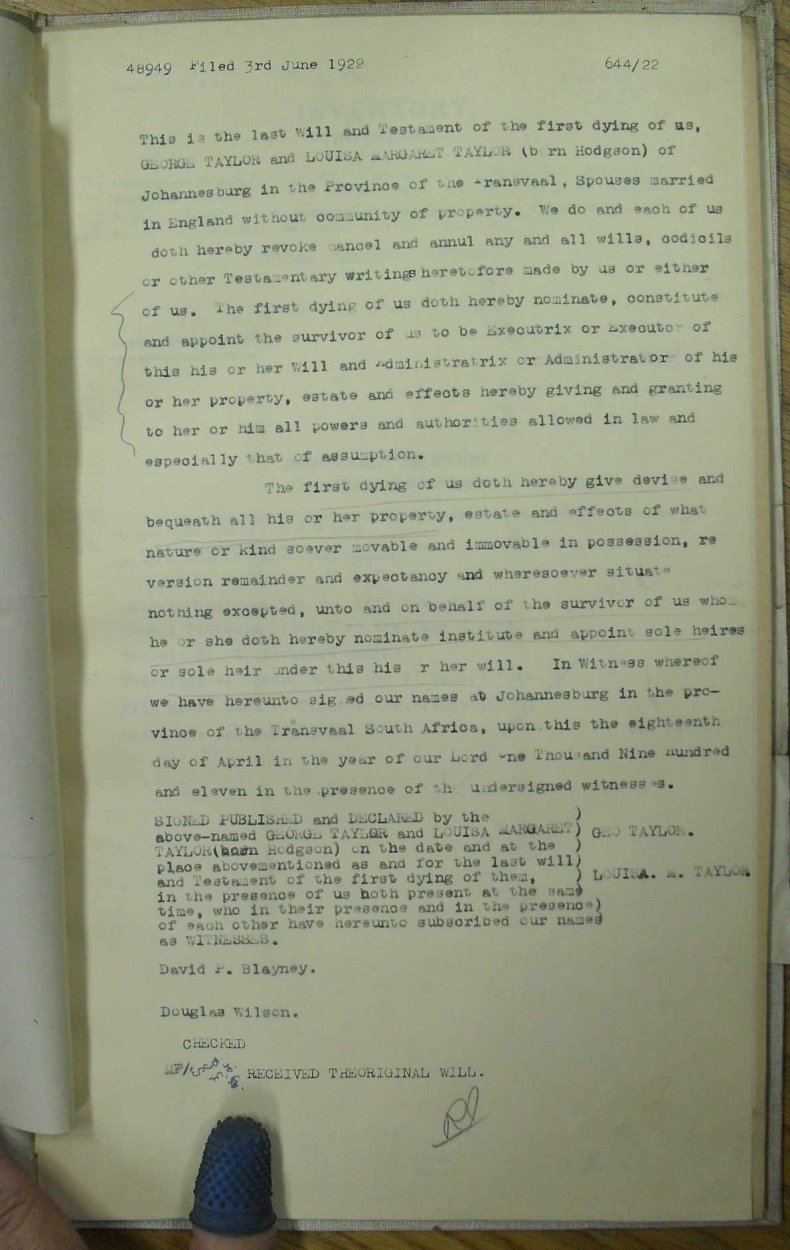 48949 Filed 3rd June 1922 644/22
This is the last Will and Testament of the first dying of us,
GEORGE TAYLOR and LOUISA MARGARET TAYLOR (b rn Hodgson) of
Johannesburg in the Province of the Transvaal, Spouses married
in England without community of property. We do and each of us
doth hereby revoke cancel and annul any and all wills, codicils
or other Testamentary writings heretofore made by us or either
of us. The first dying of us doth hereby nominate, constitute
and appoint the survivor of us to be Executrix or Executor of
this his or her Will and Administratrix or Administrator of his
or her property, estate and effects hereby giving and granting
to her or him all powers and authorities allowed in law and
especially that of assumption.
The first dying of us doth hereby give devise and
bequeath all his or her property, estate and effects of what
nature or kind soever movable and immovable in possession, re
version remainder and expectancy and wheresoever situate
nothing excepted, unto and on behalf of the survivor of us whom
he or she doth hereby nominate institute and appoint sole heires
or sole heir under this his r her will. In Witness whereof
we have hereunto signed our names at Johannesburg in the pro-
vince of the Transvaal South Africa, upon this the eighteenth
day of April in the year of our Lord One Thousand Nine Hundred
and eleven in the presence of th undersigned witnesses.
SIGNED PUBLISHED and DECLARED by the )
above-named GEORGE TAYLOR and LOUISA MARGARET) GEO TAYLOR.
TAYLOR(born Hodgson) on the date and at the )
place abovementioned as and for the last will)
and Testament of the first dying of them, ) LOUISA. M. TAYLOR
in the presence of us both present at the same
time, who in their presence and in the presence)
of each other have hereunto subscribed our names
as WITNESSES.
David P. Blayney.
Douglas Wilson.
CHECKED
RECEIVED THEORIGINAL WILL.